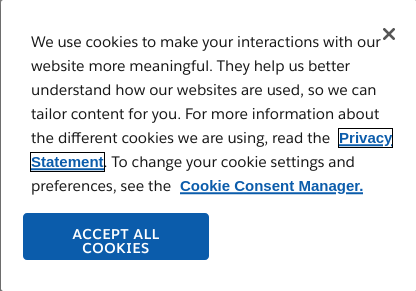 We use cookies to make your interactions with our
website more meaningful. They help us better
understand how our websites are used, so we can
tailor content for you. For more information about
the different cookies we are using, read the Privacy
Statement. To change your cookie settings and
preferences, see the Cookie Consent Manager.
ACCEPT ALL
COOKIES